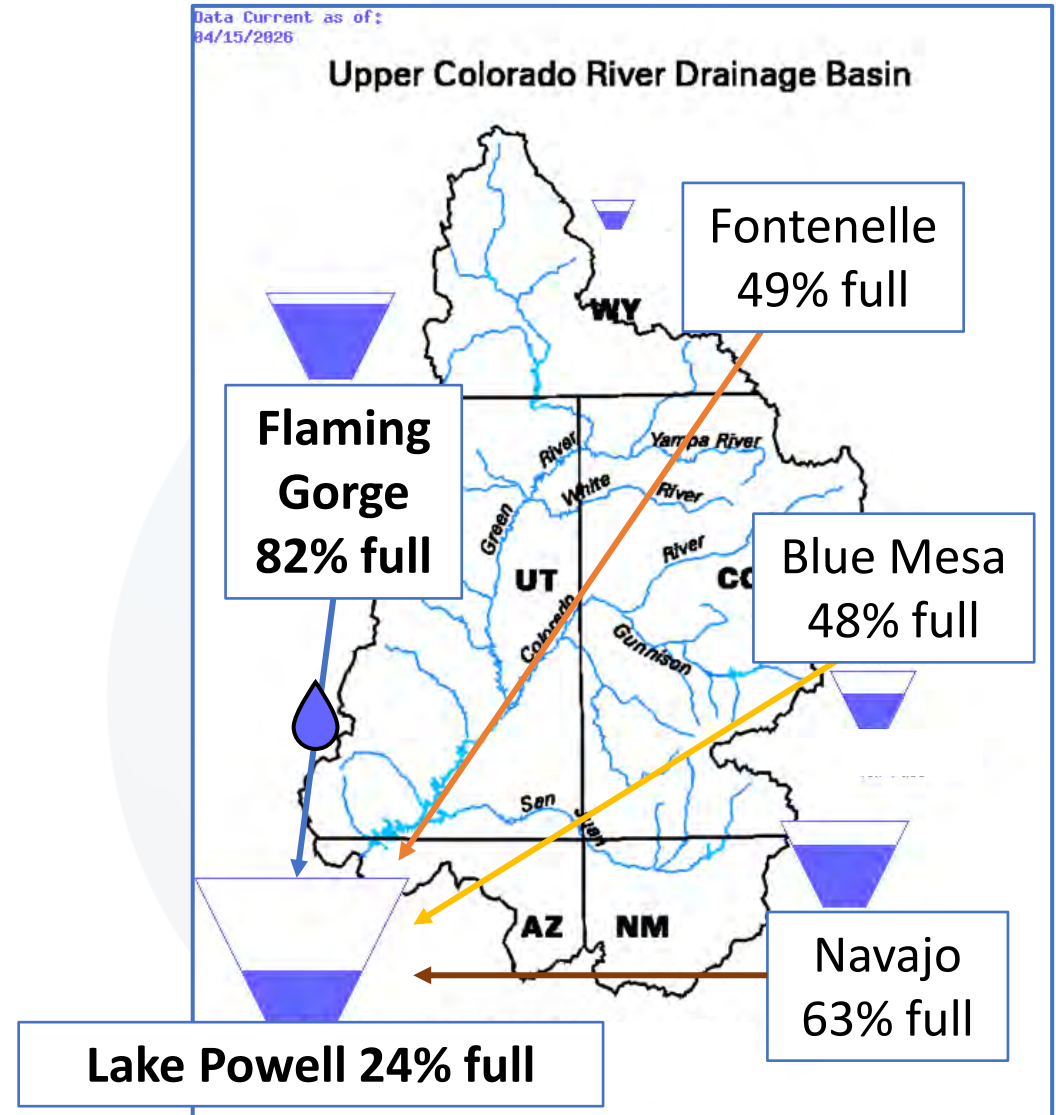 Data Current as of:
04/15/2026
Upper Colorado River Drainage Basin
Fontenelle
49% full
WY
Flaming
Gorge
82% full
River
Yampa River
White
River
Green
River
Blue Mesa
48% full
UT
CO
Colorado
Gunnison
San
Juan
AZ
NM
Navajo
63% full
Lake Powell 24% full